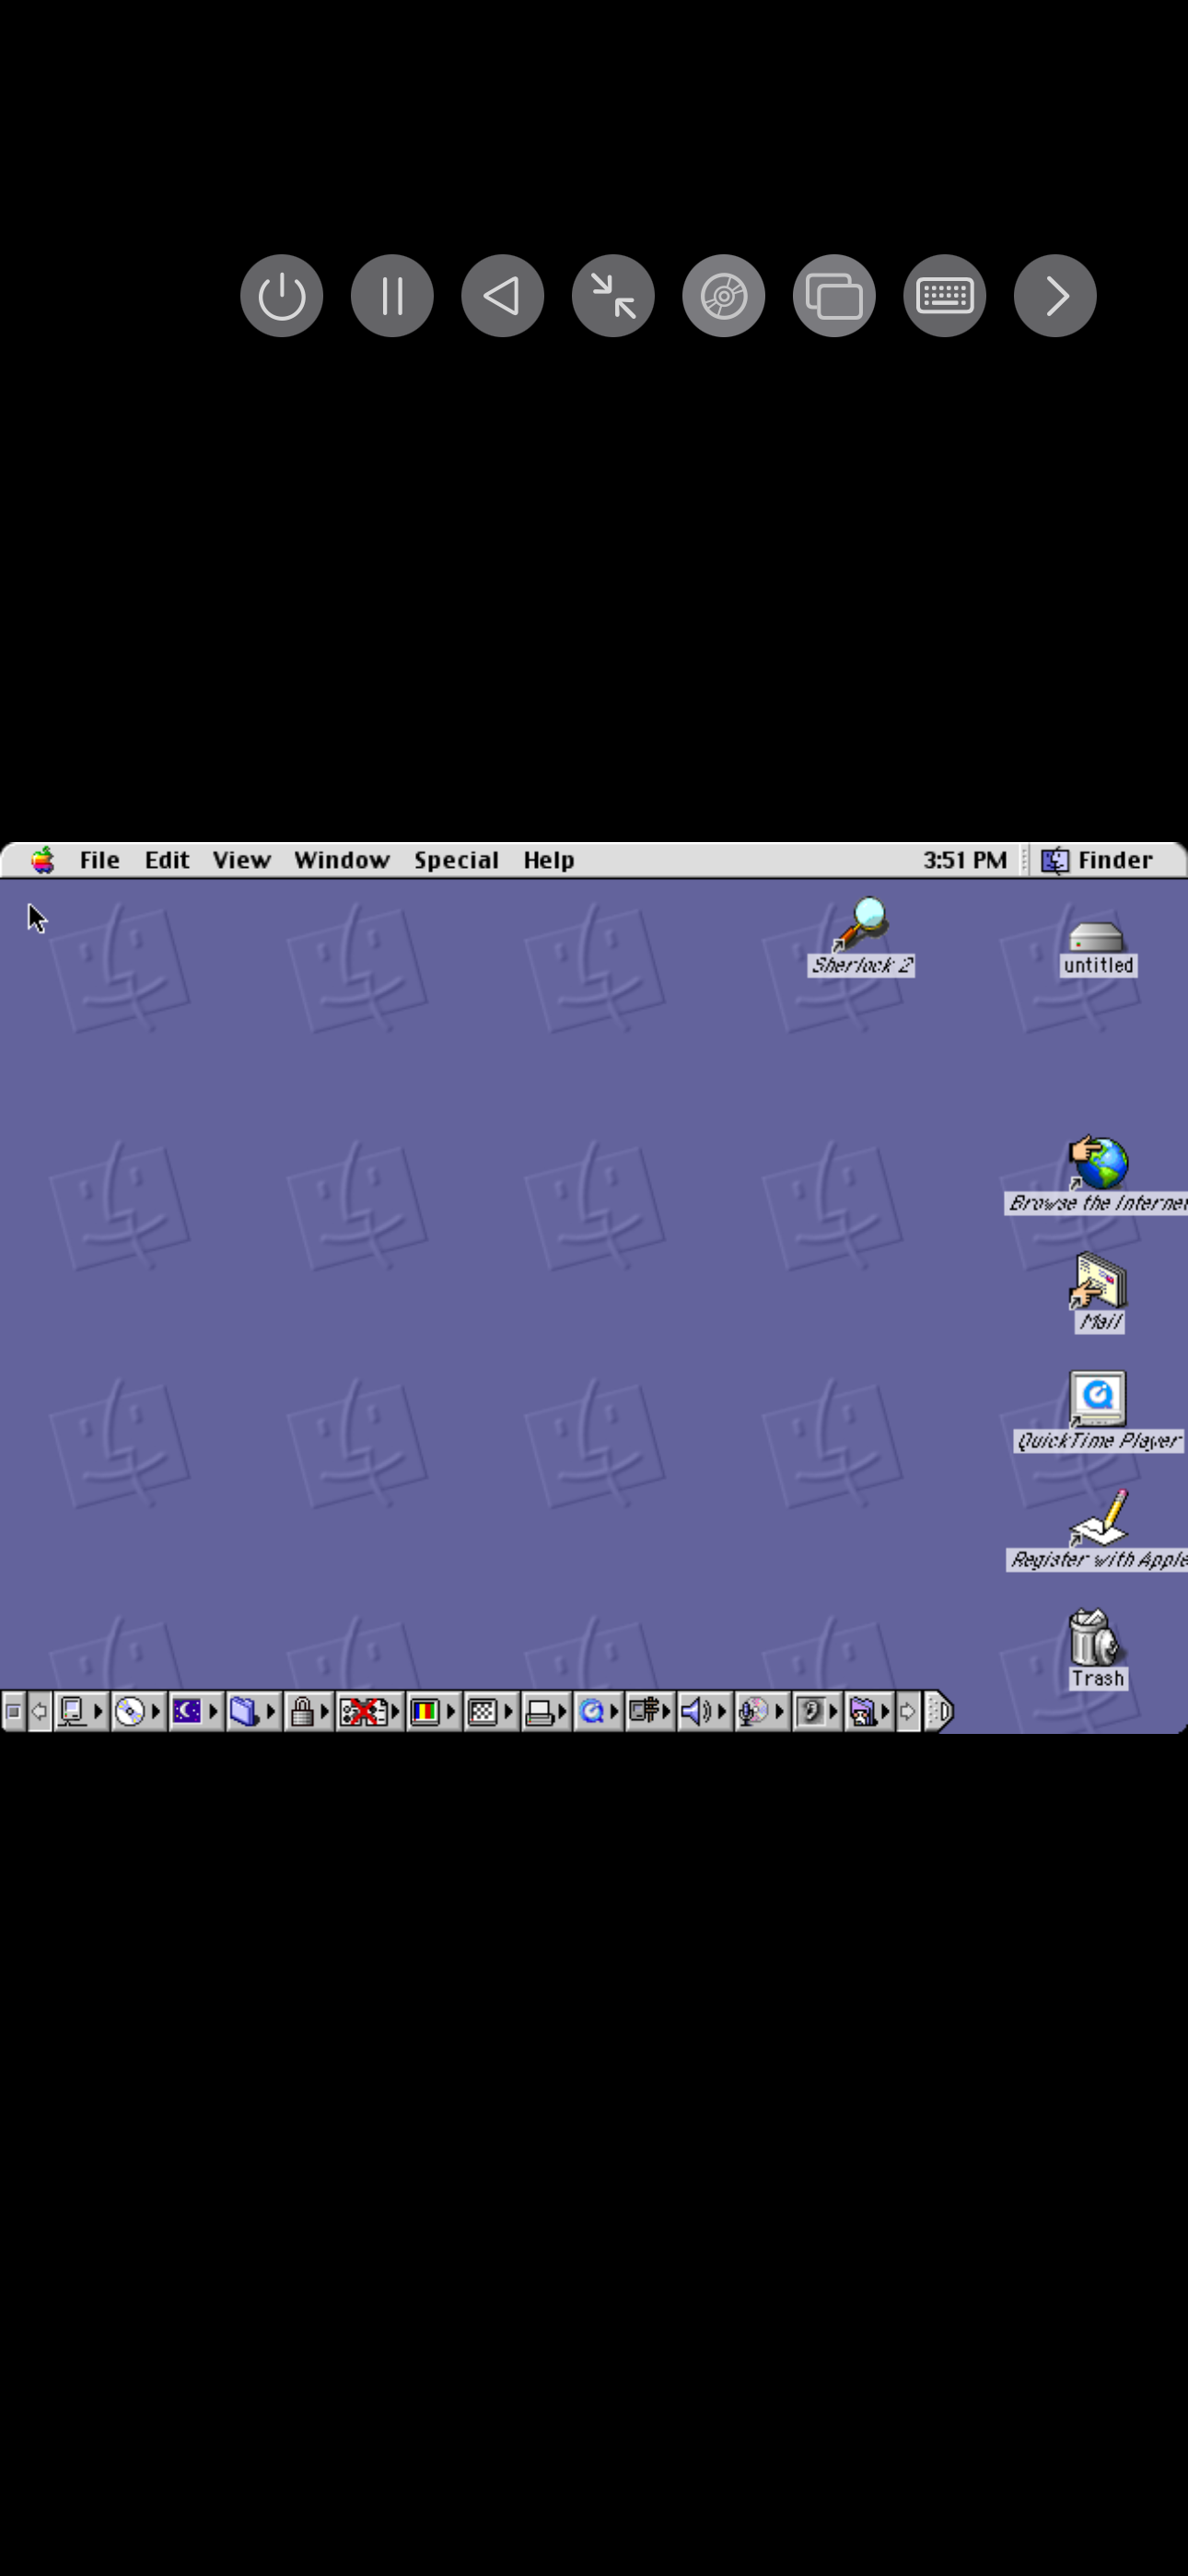 File Edit View Window Special Help 3:51 PM Finder
Sherlock 2
untitled
Browse the Internet
Mail
QuickTime Player
Register with Apple
Trash